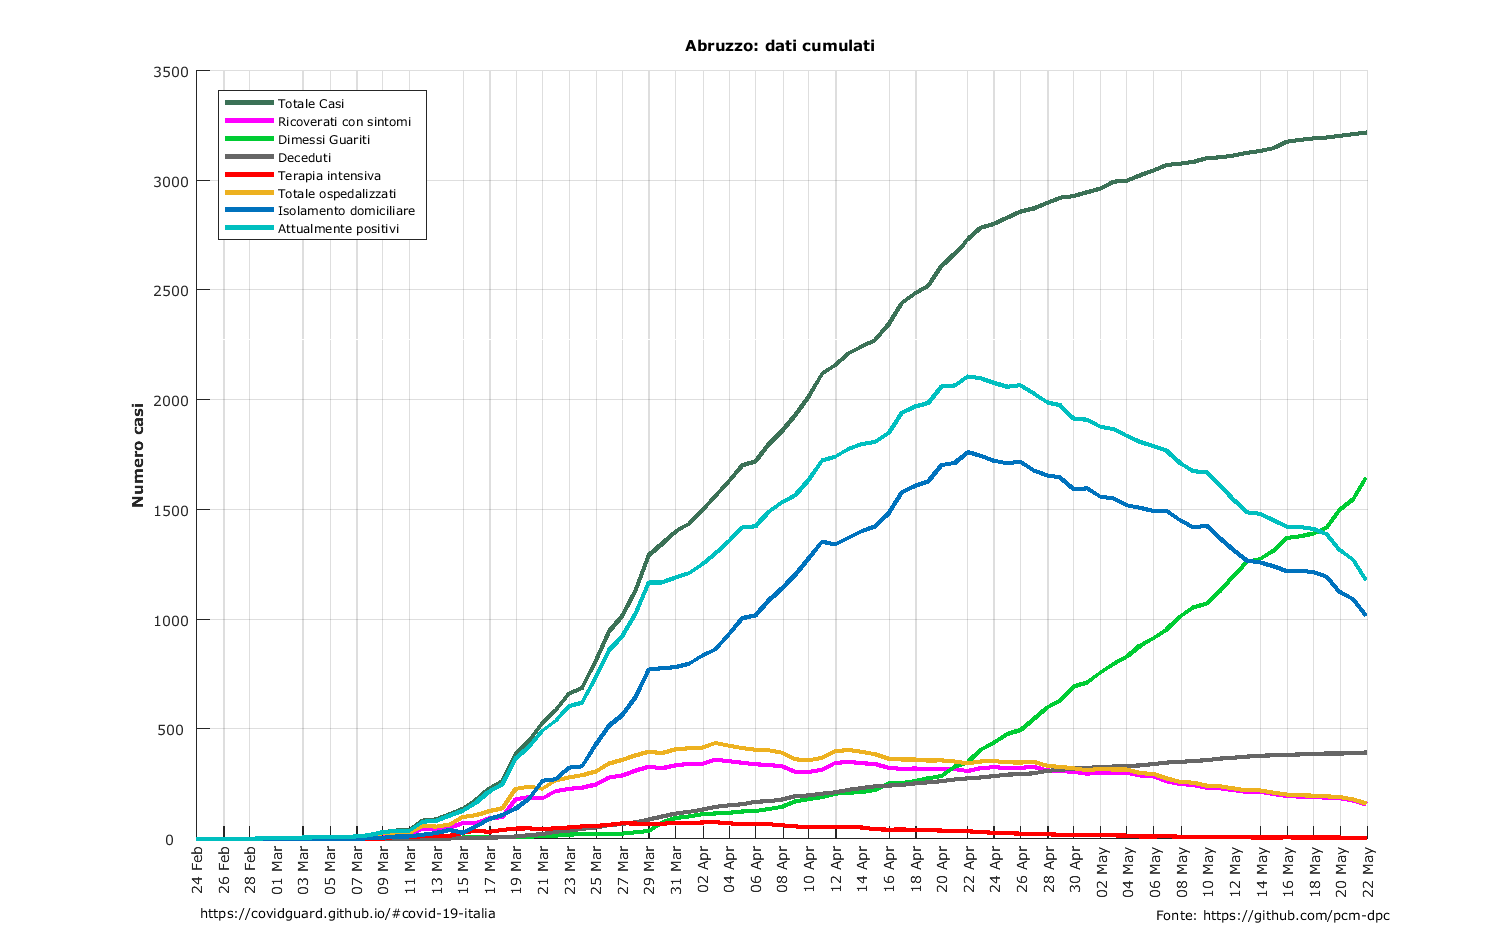 Abruzzo: dati cumulati
3500
3000
2500
2000
1500
1000
500
0
Numero casi
Totale Casi
Ricoverati con sintomi
Dimessi Guariti
Deceduti
Terapia intensiva
Totale ospedalizzati
Isolamento domiciliare
Attualmente positivi
24 Feb
26 Feb
28 Feb
01 Mar
03 Mar
05 Mar
07 Mar
09 Mar
11 Mar
13 Mar
15 Mar
17 Mar
19 Mar
21 Mar
23 Mar
25 Mar
27 Mar
29 Mar
31 Mar
02 Apr
04 Apr
06 Apr
08 Apr
10 Apr
12 Apr
14 Apr
16 Apr
18 Apr
20 Apr
22 Apr
24 Apr
26 Apr
28 Apr
30 Apr
02 May
04 May
06 May
08 May
10 May
12 May
14 May
16 May
18 May
20 May
22 May
https://covidguard.github.io/#covid-19-italia
Fonte: https://github.com/pcm-dpc